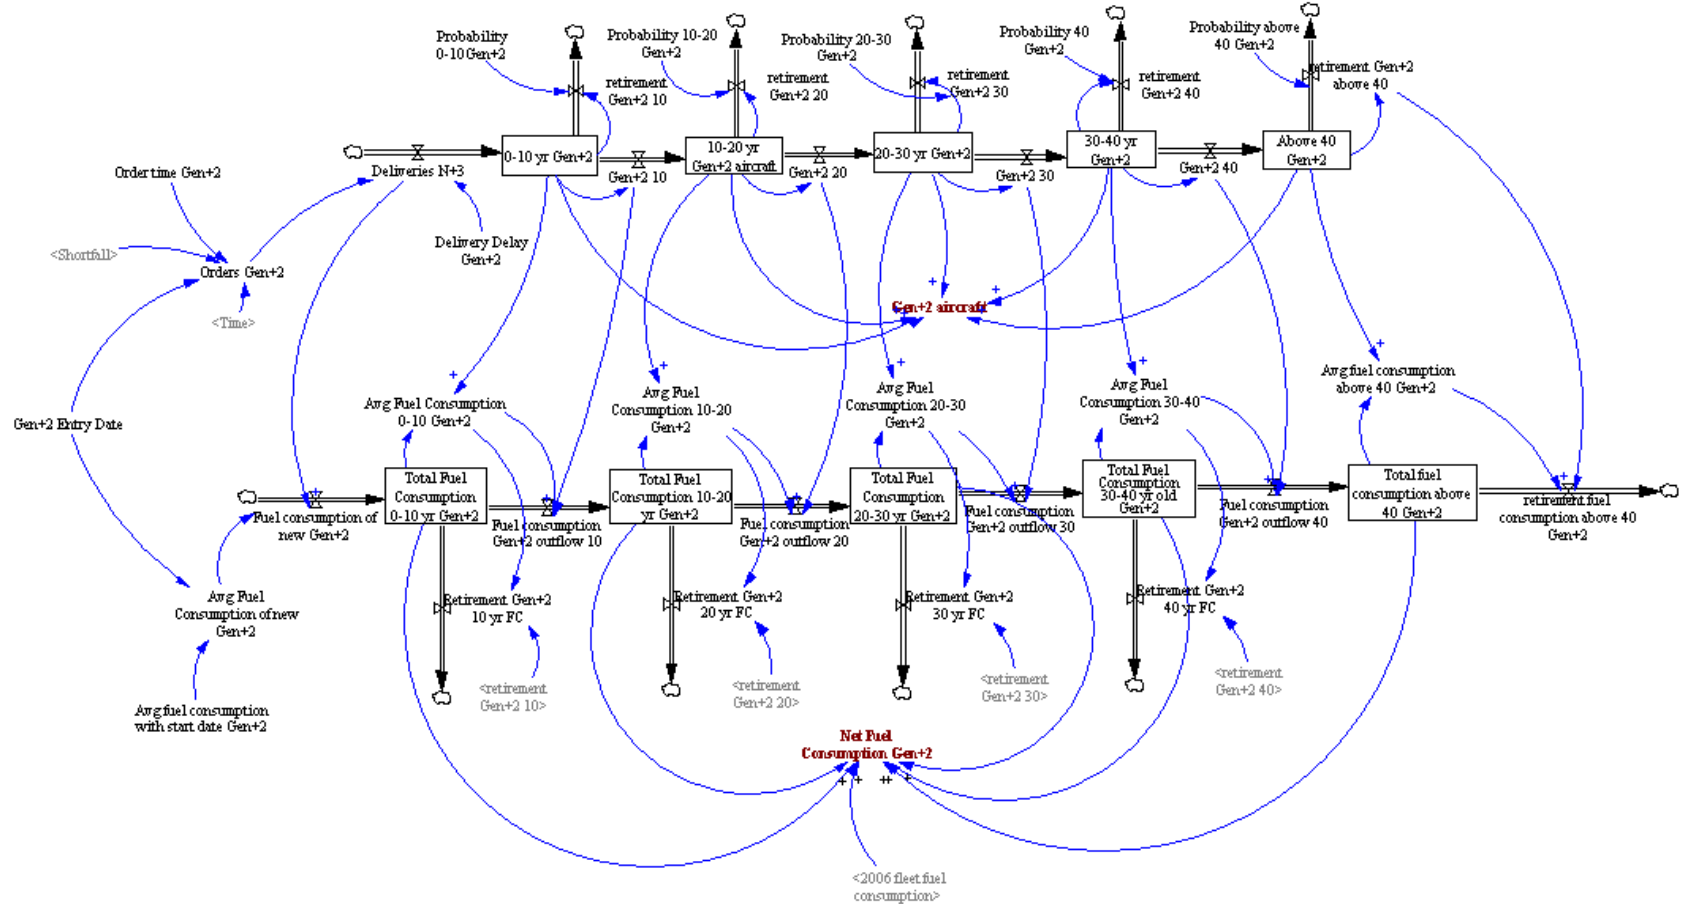 Probability
0-10Gen+2
Probability 10-20
Gen+2
Probability 20-30
Gen+2
Probability 40
Gen+2
Probability above
40 Gen+2
retirement
Gen+2 10
retirement
Gen+2 20
retirement
Gen+2 30
retirement
Gen+2 40
retirement Gen+2
above 40
0-10 yr Gen+2
10-20 yr
Gen+2 aircraft
20-30 yr Gen+2
30-40 yr
Gen+2
Above 40
Gen+2
Deliveries N+3
Gen+2 10
Gen+2 20
Gen+2 30
Gen+2 40
Order time Gen+2
<Shortfall>
Orders Gen+2
<Time>
Delivery Delay
Gen+2
Gen+2 aircraft
Gen+2 Entry Date
Avg Fuel Consumption
0-10 Gen+2
Avg Fuel
Consumption 10-20
Gen+2
Avg Fuel
Consumption 20-30
Gen+2
Avg Fuel
Consumption 30-40
Gen+2
Avg fuel consumption
above 40 Gen+2
Total Fuel
Consumption
0-10 yr Gen+2
Total Fuel
Consumption 10-20
yr Gen+2
Total Fuel
Consumption
20-30 yr Gen+2
Total Fuel
Consumption
30-40 yr old
Gen+2
Total fuel
consumption above
40 Gen+2
Fuel consumption of
new Gen+2
Fuel consumption
Gen+2 outflow 10
Fuel consumption
Gen+2 outflow 20
Fuel consumption
Gen+2 outflow 30
Fuel consumption
Gen+2 outflow 40
retirement fuel
consumption above 40
Gen+2
Avg Fuel
Consumption of new
Gen+2
Retirement Gen+2
10 yr FC
Retirement Gen+2
20 yr FC
Retirement Gen+2
30 yr FC
Retirement Gen+2
40 yr FC
<retirement
Gen+2 10>
<retirement
Gen+2 20>
<retirement
Gen+2 30>
<retirement
Gen+2 40>
Avg fuel consumption
with start date Gen+2
Net Fuel
Consumption Gen+2
<2006 fleet fuel
consumption>